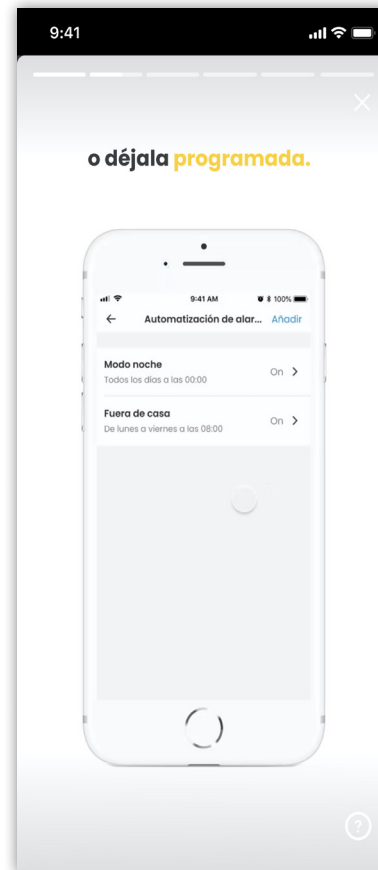 9:41
o déjala programada.
9:41 AM
100%
Automatización de alar... Añadir
Modo noche
On
Todos los días a las 00:00
Fuera de casa
On
De lunes a viernes a las 08:00
?